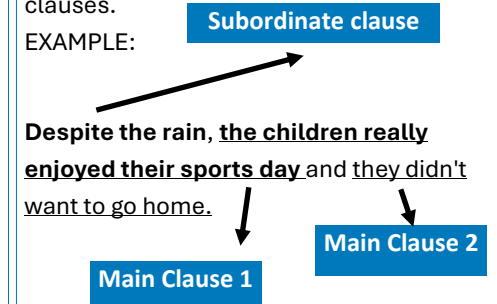 clauses.
Subordinate clause
EXAMPLE:
Despite the rain, the children really
enjoyed their sports day and they didn't
want to go home.
Main Clause 2
Main Clause 1